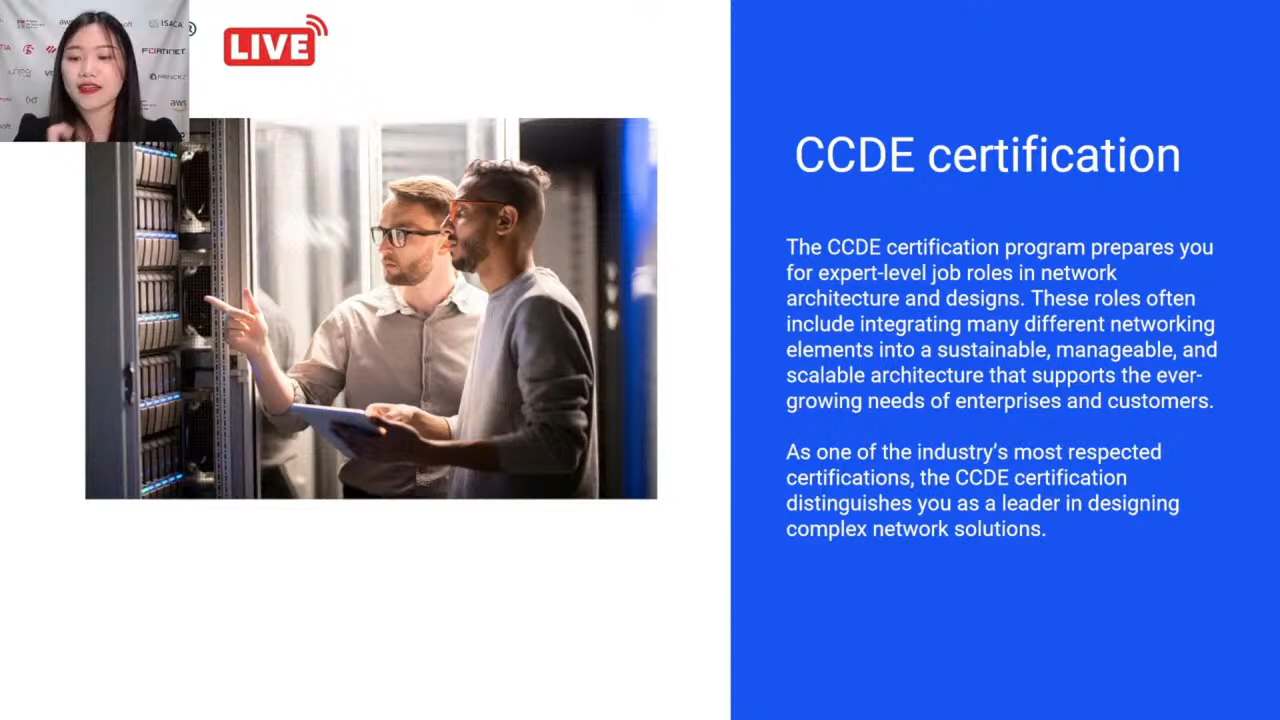 aws
ISACA
LIVE
FORTINET
aws
CCDE certification
The CCDE certification program prepares you
for expert-level job roles in network
architecture and designs. These roles often
include integrating many different networking
elements into a sustainable, manageable, and
scalable architecture that supports the ever-
growing needs of enterprises and customers.
As one of the industry’s most respected
certifications, the CCDE certification
distinguishes you as a leader in designing
complex network solutions.